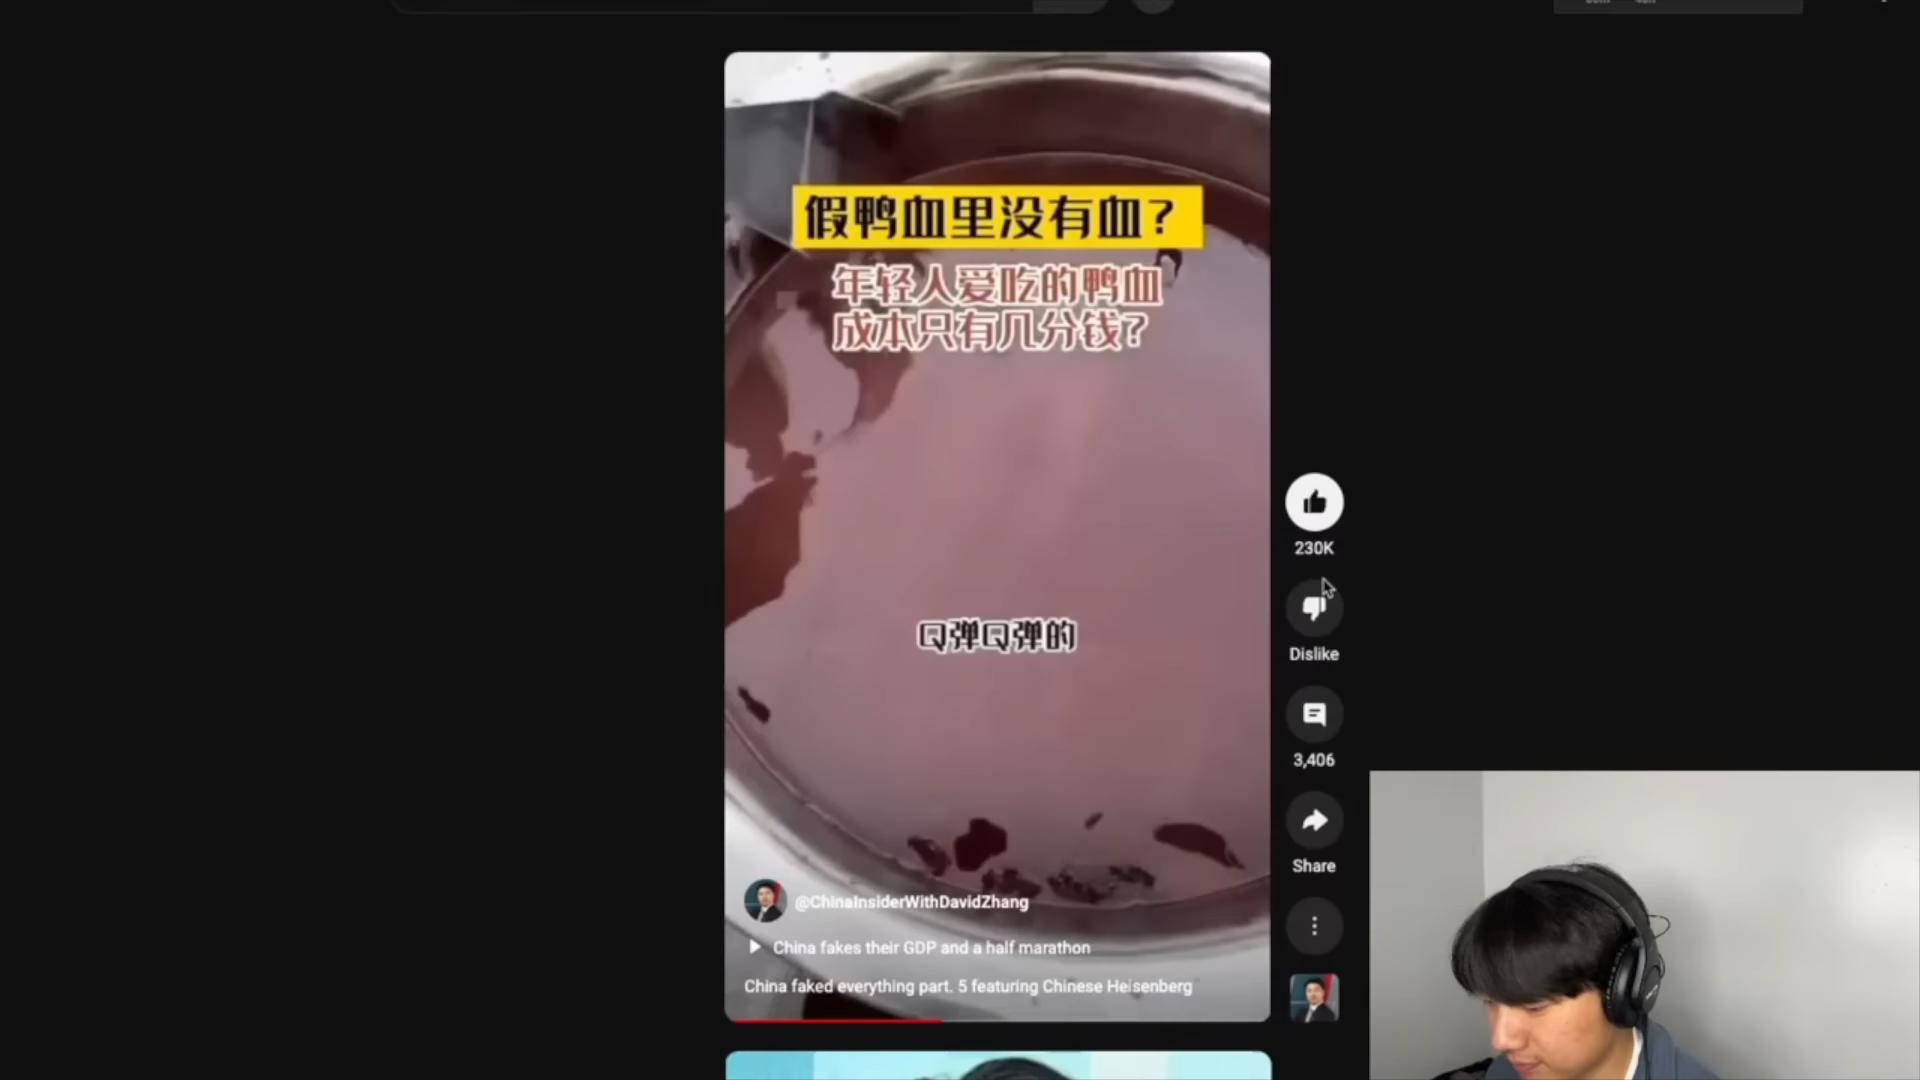 假鸭血里没有血?
年轻人爱吃的鸭血
成本只有几分钱?
Q弹Q弹的
230K
Dislike
3,406
Share
@ChinaInsiderWithDavidZhang
China fakes their GDP and a half marathon
China faked everything part. 5 featuring Chinese Heisenberg